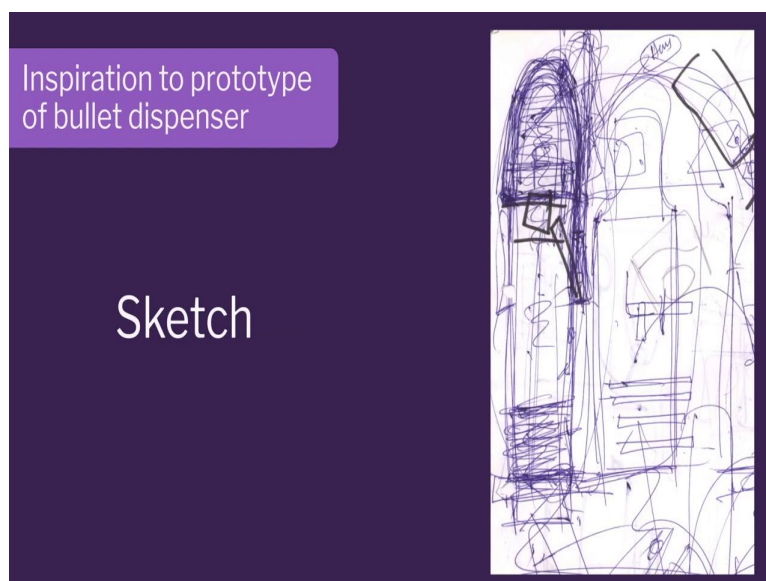 Inspiration to prototype
of bullet dispenser
Sketch